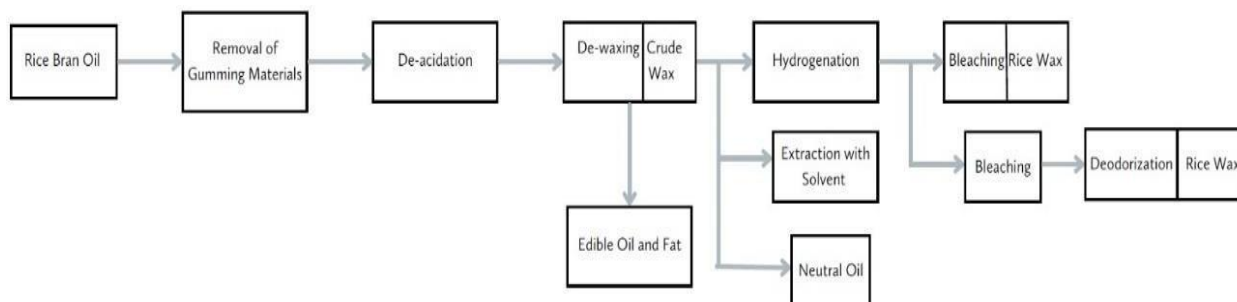 Rice Bran Oil
Removal of
Gumming Materials
De-acidation
De-waxing
Crude
Wax
Hydrogenation
Bleaching
Rice Wax
Extraction with
Solvent
Bleaching
Deodorization
Rice Wax
Edible Oil and Fat
Neutral Oil